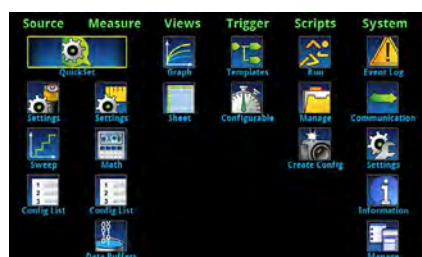 Source Measure Views Trigger Scripts System
QuickSet Graph Templates Run Event Log
Settings Settings Sheet Configurable Manage Communication
Sweep Math Create Config Settings
Config List Config List Information
Data Buffers Manage